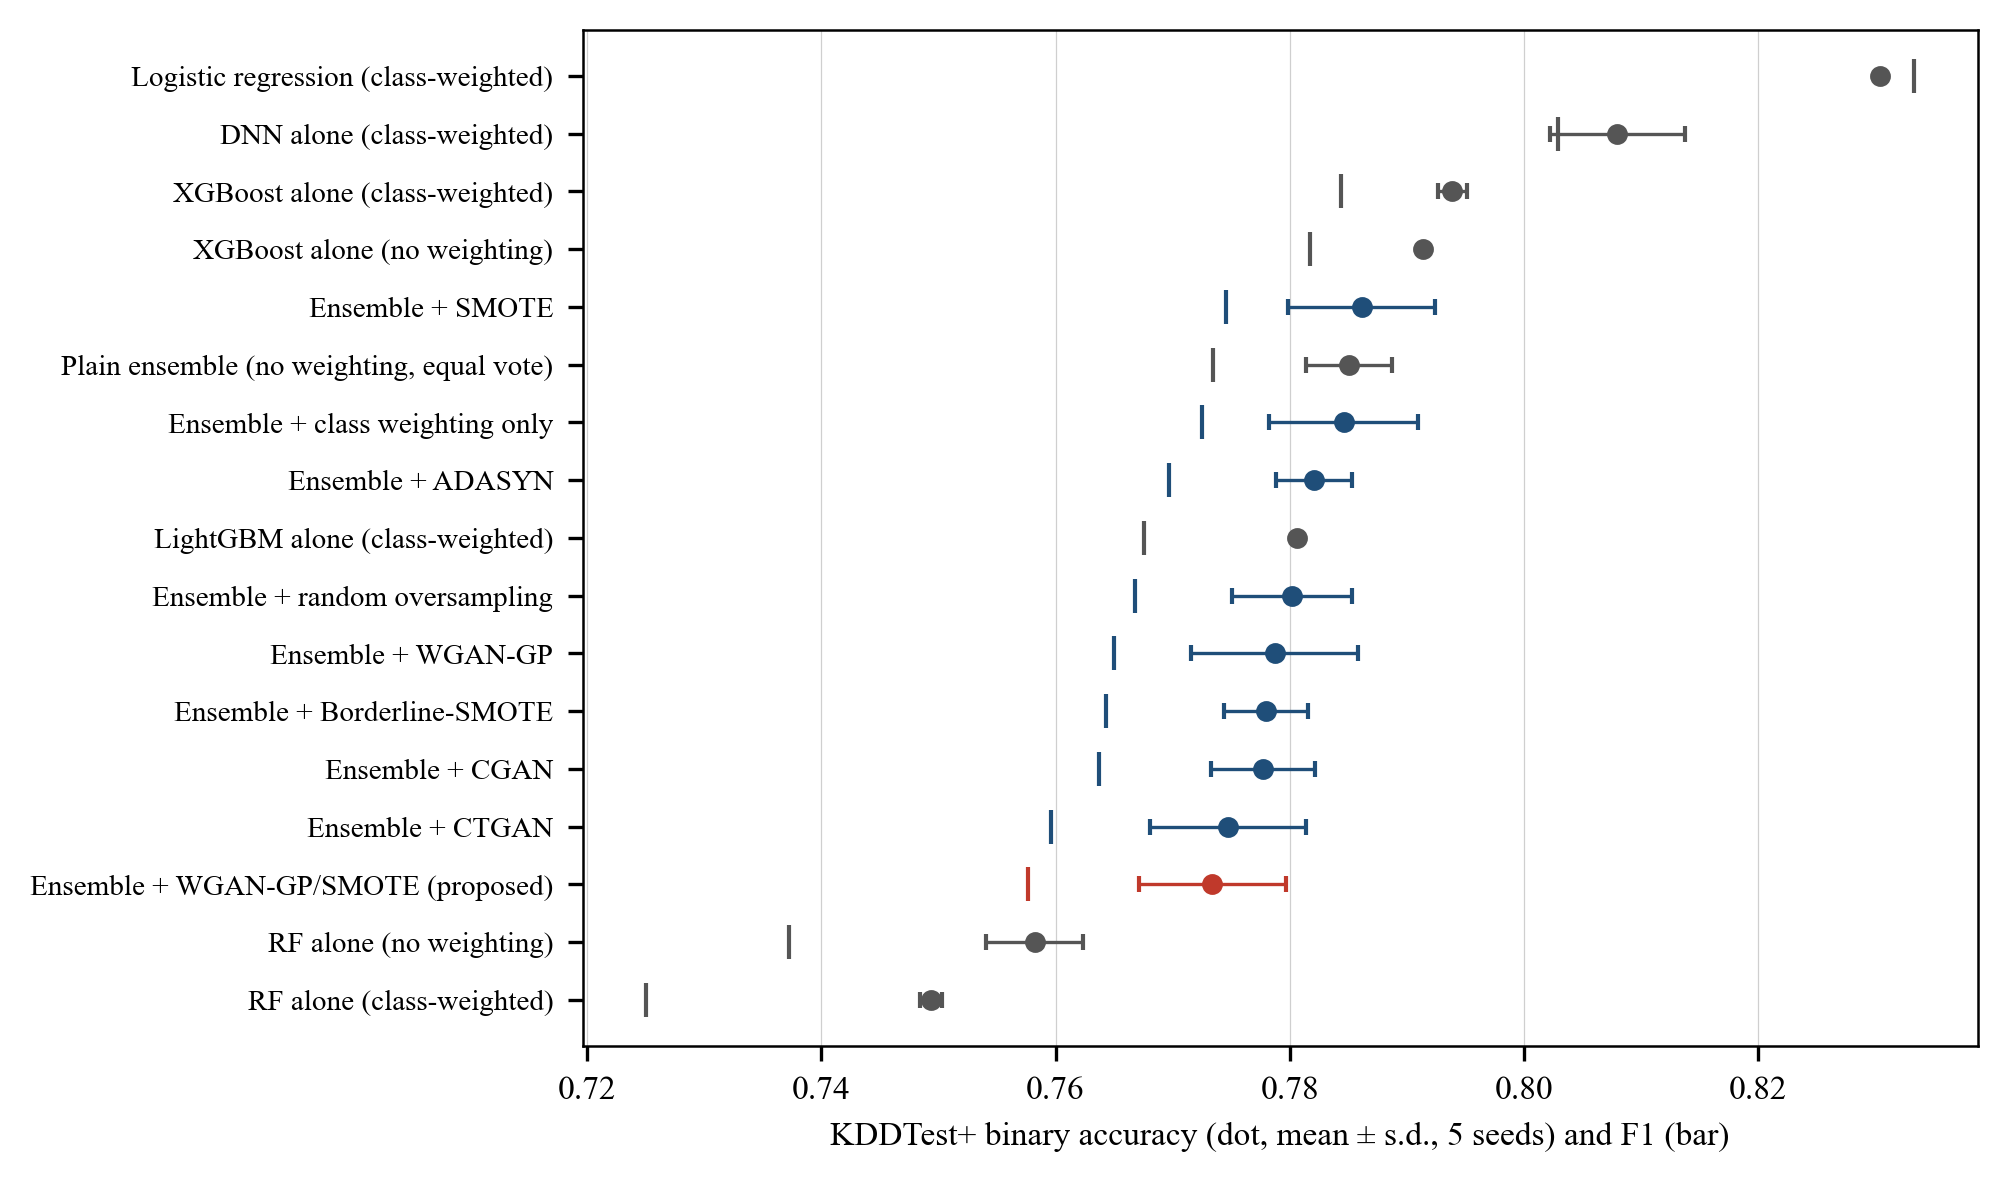 Logistic regression (class-weighted)
DNN alone (class-weighted)
XGBoost alone (class-weighted)
XGBoost alone (no weighting)
Ensemble + SMOTE
Plain ensemble (no weighting, equal vote)
Ensemble + class weighting only
Ensemble + ADASYN
LightGBM alone (class-weighted)
Ensemble + random oversampling
Ensemble + WGAN-GP
Ensemble + Borderline-SMOTE
Ensemble + CGAN
Ensemble + CTGAN
Ensemble + WGAN-GP/SMOTE (proposed)
RF alone (no weighting)
RF alone (class-weighted)
0.72 0.74 0.76 0.78 0.80 0.82
KDDTest+ binary accuracy (dot, mean ± s.d., 5 seeds) and F1 (bar)